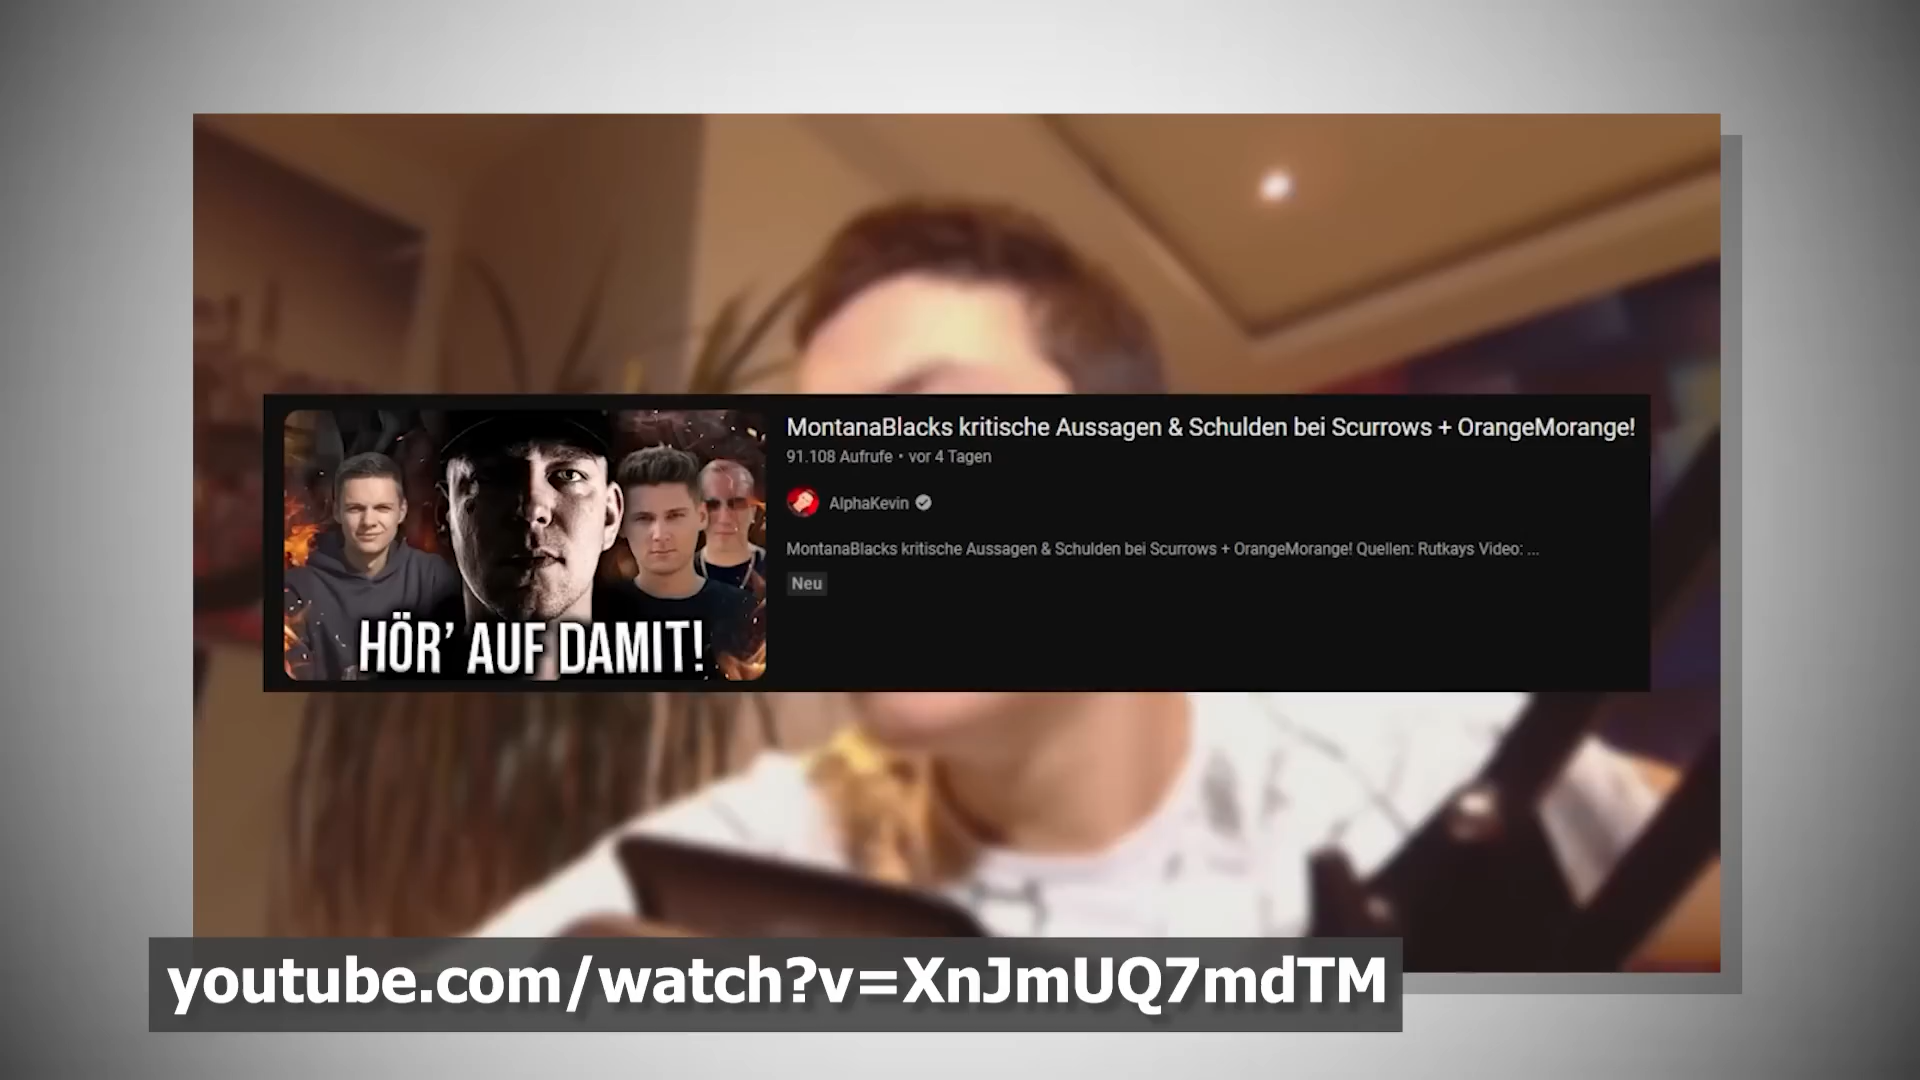 MontanaBlacks kritische Aussagen & Schulden bei Scurrows + OrangeMorange!
91.108 Aufrufe • vor 4 Tagen
AlphaKevin
MontanaBlacks kritische Aussagen & Schulden bei Scurrows + OrangeMorange! Quellen: Rutkays Video: ...
Neu
HÖR' AUF DAMIT!
youtube.com/watch?v=XnJmUQ7mdTM